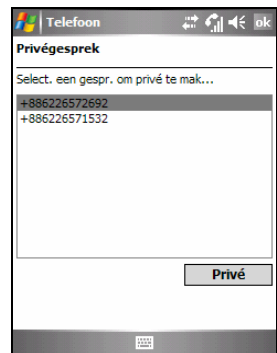 Telefoon ok
Privégesprek
Select. een gespr. om privé te mak...
+886226572692
+886226571532
Privé